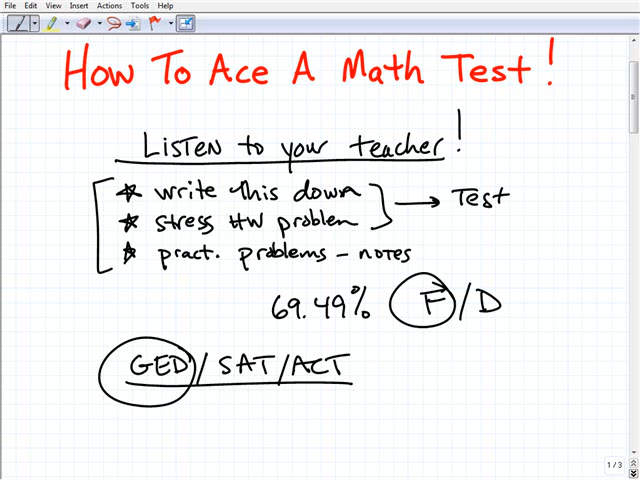 File Edit View Insert Actions Tools Help
How To Ace A Math Test!
Listen to your teacher!
* write this down
* stress HW problem
→ Test
* pract. problems – notes
69.49% F/D
GED/SAT/ACT
1/3